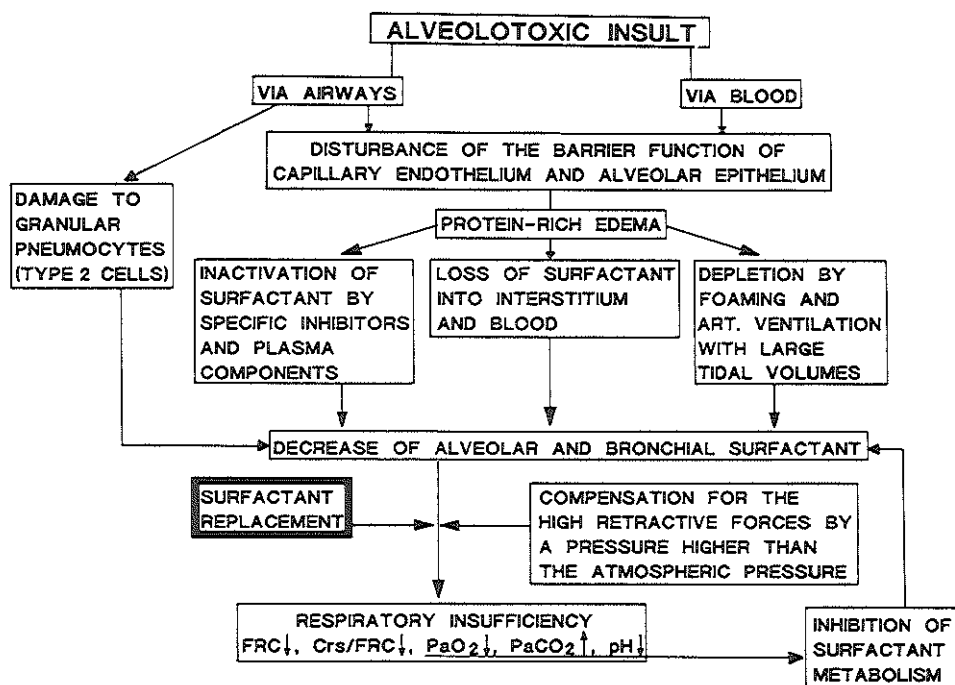 ALVEOLOTOXIC INSULT
VIA AIRWAYS
VIA BLOOD
DISTURBANCE OF THE BARRIER FUNCTION OF
CAPILLARY ENDOTHELIUM AND ALVEOLAR EPITHELIUM
DAMAGE TO
GRANULAR
PNEUMOCYTES
(TYPE 2 CELLS)
PROTEIN-RICH EDEMA
INACTIVATION OF
SURFACTANT BY
SPECIFIC INHIBITORS
AND PLASMA
COMPONENTS
LOSS OF SURFACTANT
INTO INTERSTITIUM
AND BLOOD
DEPLETION BY
FOAMING AND
ART. VENTILATION
WITH LARGE
TIDAL VOLUMES
DECREASE OF ALVEOLAR AND BRONCHIAL SURFACTANT
SURFACTANT
REPLACEMENT
COMPENSATION FOR THE
HIGH RETRACTIVE FORCES BY
A PRESSURE HIGHER THAN
THE ATMOSPHERIC PRESSURE
RESPIRATORY INSUFFICIENCY
FRC↓, Crs/FRC↓, PaO2↓, PaCO2↑, pH↓
INHIBITION OF
SURFACTANT
METABOLISM